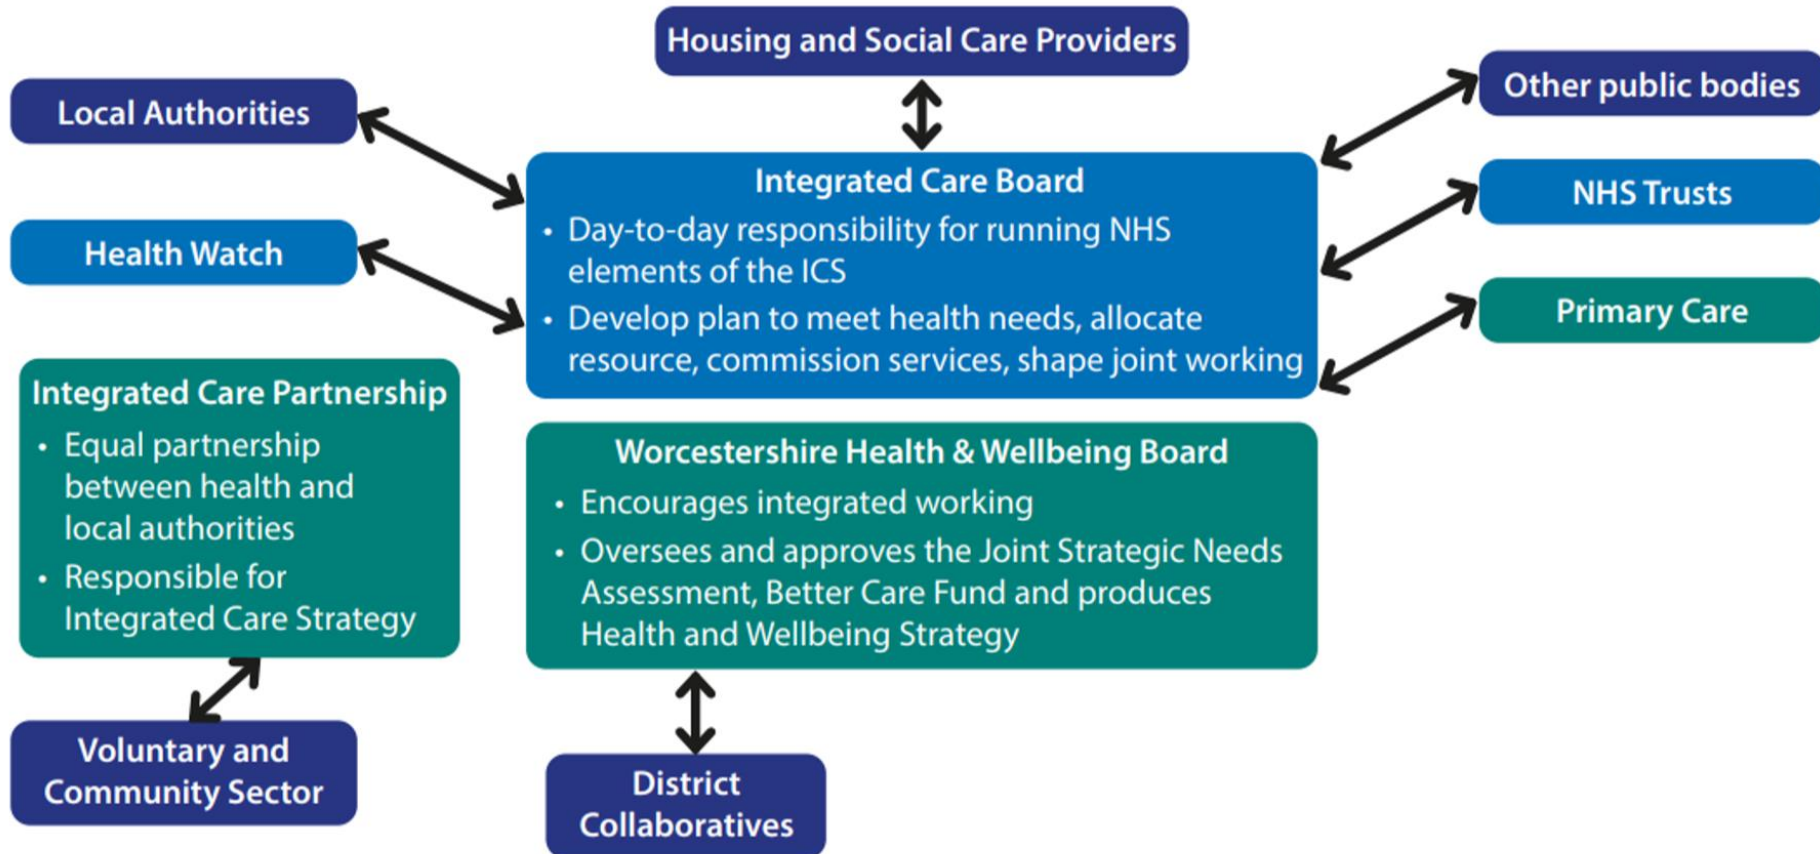 Housing and Social Care Providers
Local Authorities
Other public bodies
Health Watch
NHS Trusts
Primary Care
Integrated Care Board
• Day-to-day responsibility for running NHS
elements of the ICS
• Develop plan to meet health needs, allocate
resource, commission services, shape joint working
Integrated Care Partnership
• Equal partnership
between health and
local authorities
• Responsible for
Integrated Care Strategy
Worcestershire Health & Wellbeing Board
• Encourages integrated working
• Oversees and approves the Joint Strategic Needs
Assessment, Better Care Fund and produces
Health and Wellbeing Strategy
Voluntary and
Community Sector
District
Collaboratives